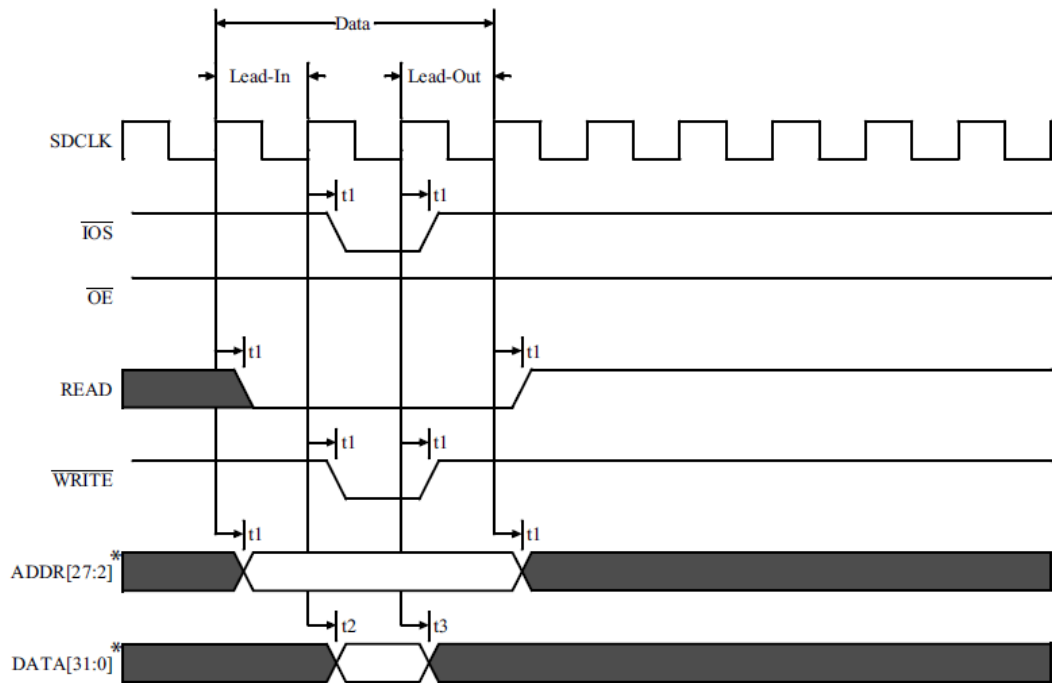 Data
Lead-In Lead-Out
SDCLK
t1 t1
IOS
OE
t1 t1
READ
t1 t1
WRITE
t1 t1
*
ADDR[27:2]
t2 t3
*
DATA[31:0]